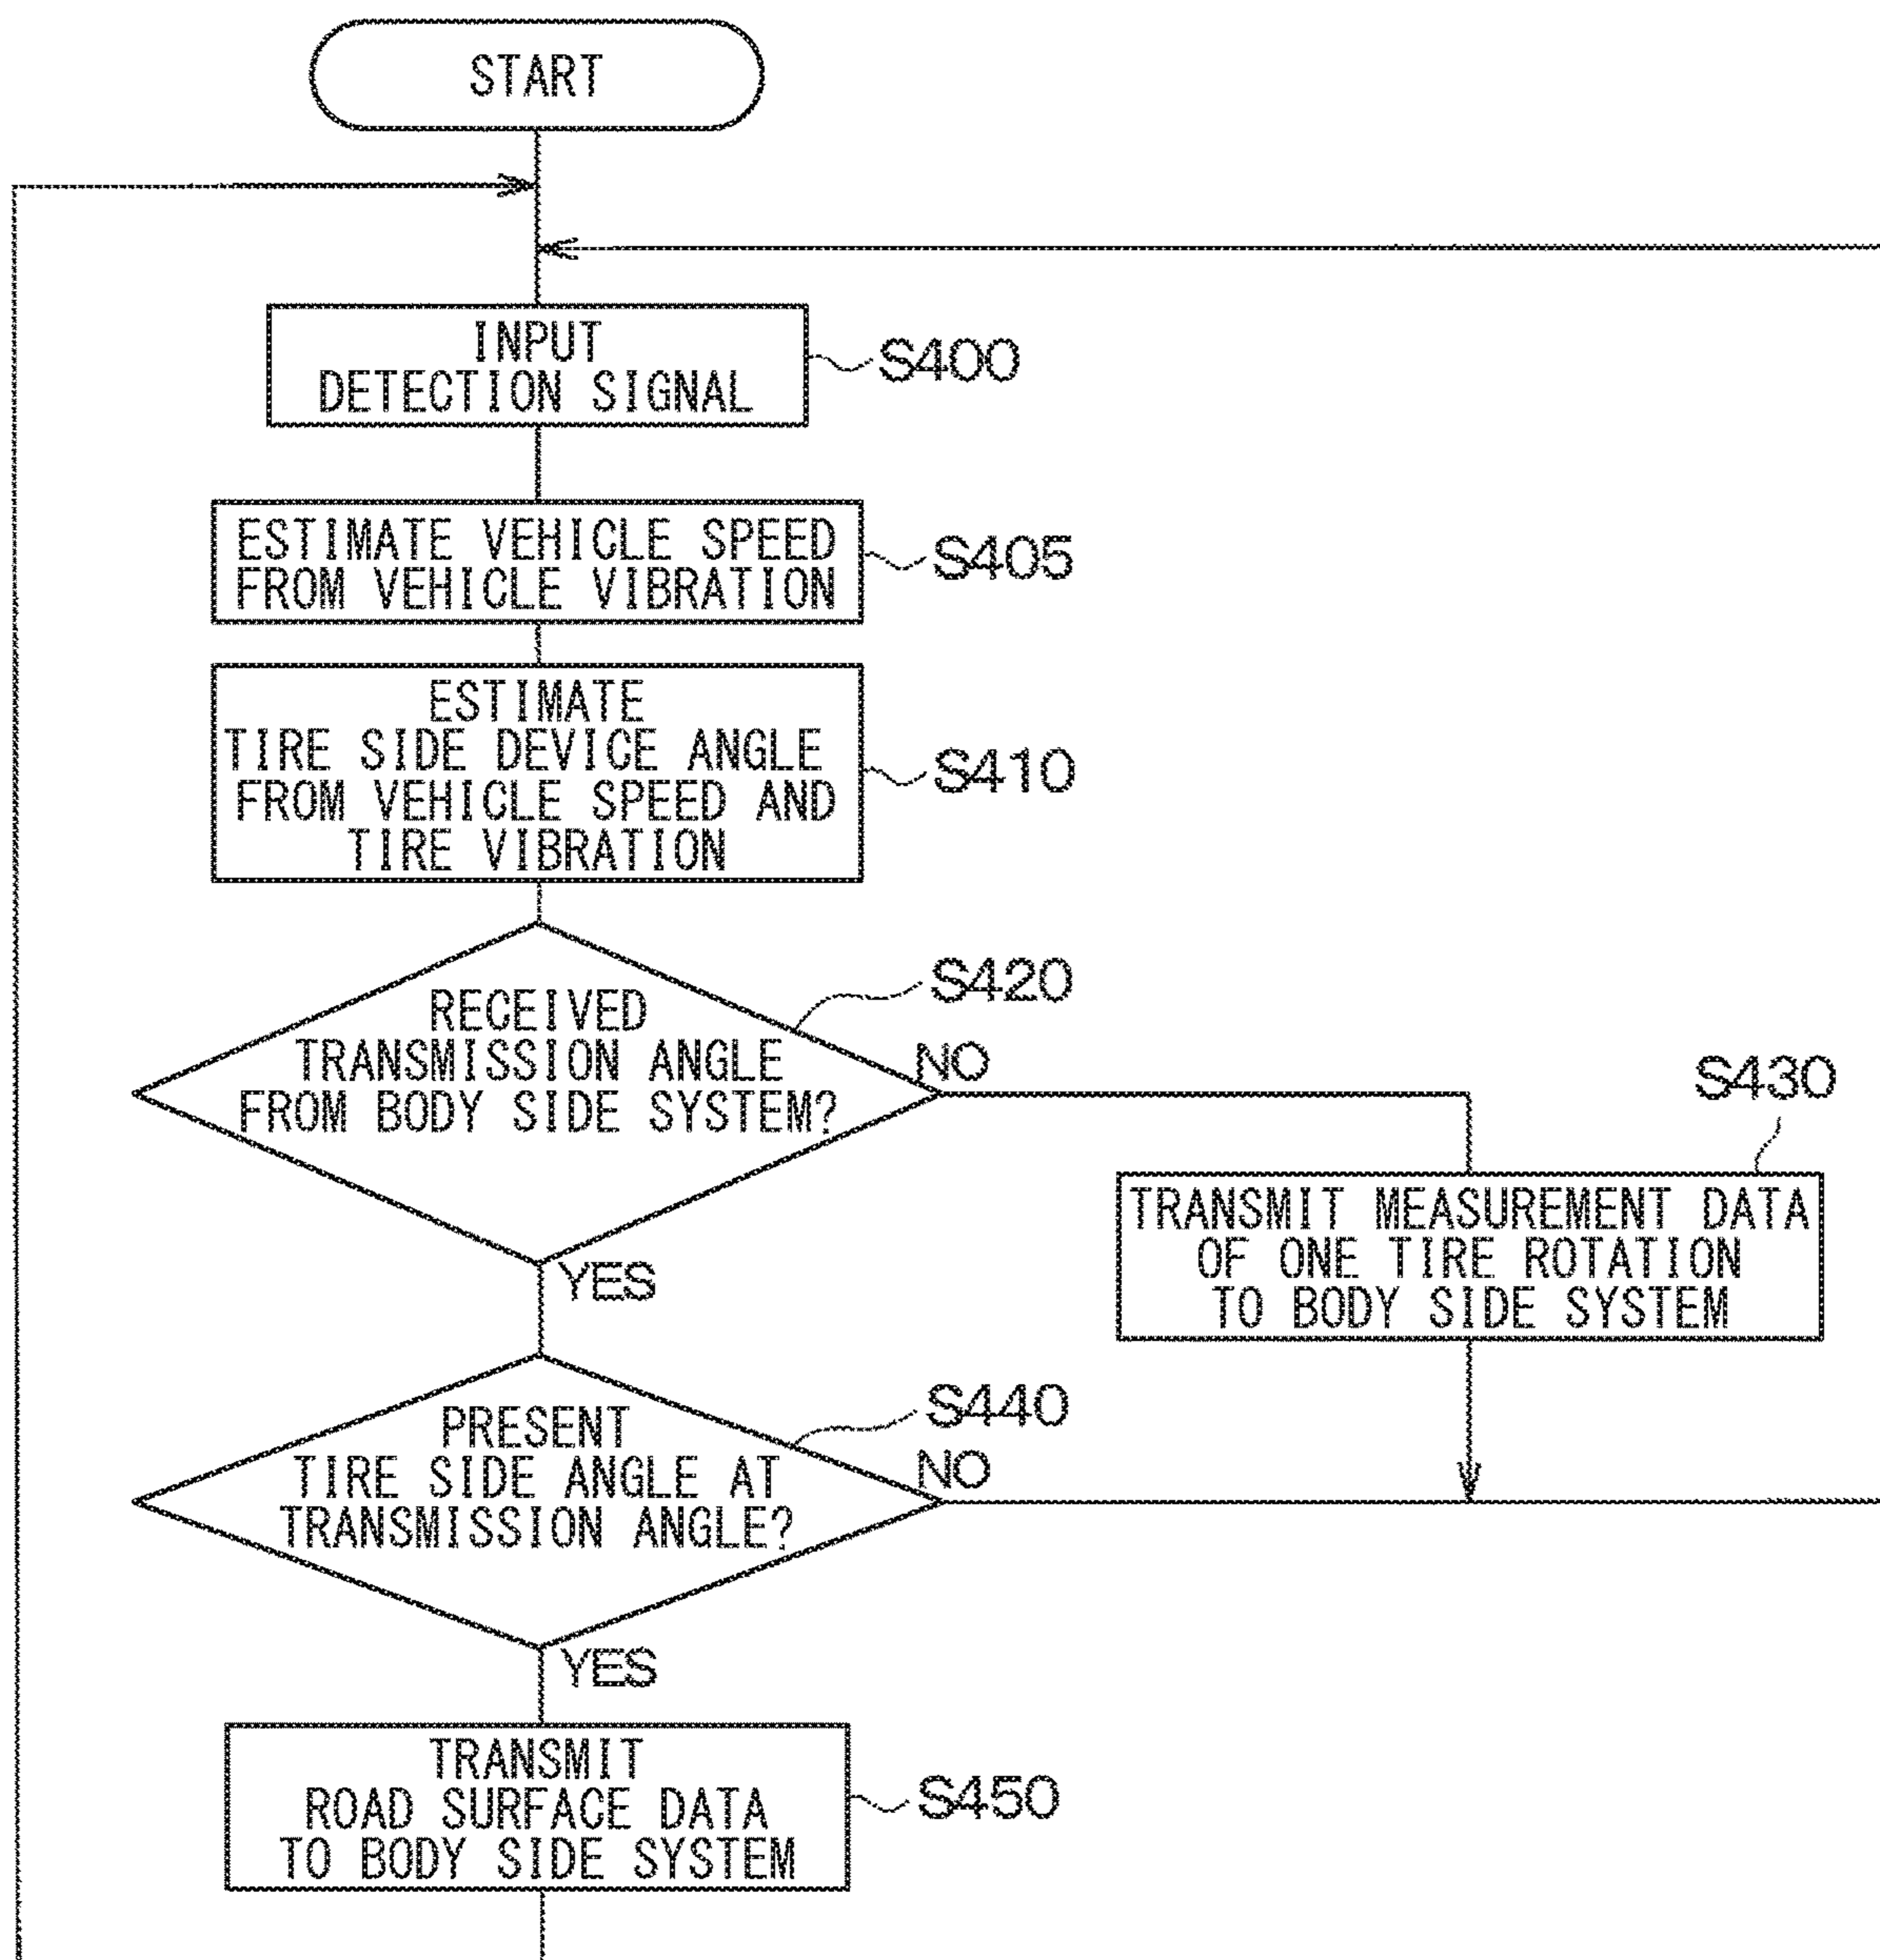 START
INPUT
DETECTION SIGNAL
S400
ESTIMATE VEHICLE SPEED
FROM VEHICLE VIBRATION
S405
ESTIMATE
TIRE SIDE DEVICE ANGLE
FROM VEHICLE SPEED AND
TIRE VIBRATION
S410
RECEIVED
TRANSMISSION ANGLE
FROM BODY SIDE SYSTEM?
S420
NO
YES
S430
TRANSMIT MEASUREMENT DATA
OF ONE TIRE ROTATION
TO BODY SIDE SYSTEM
PRESENT
TIRE SIDE ANGLE AT
TRANSMISSION ANGLE?
S440
NO
YES
TRANSMIT
ROAD SURFACE DATA
TO BODY SIDE SYSTEM
S450